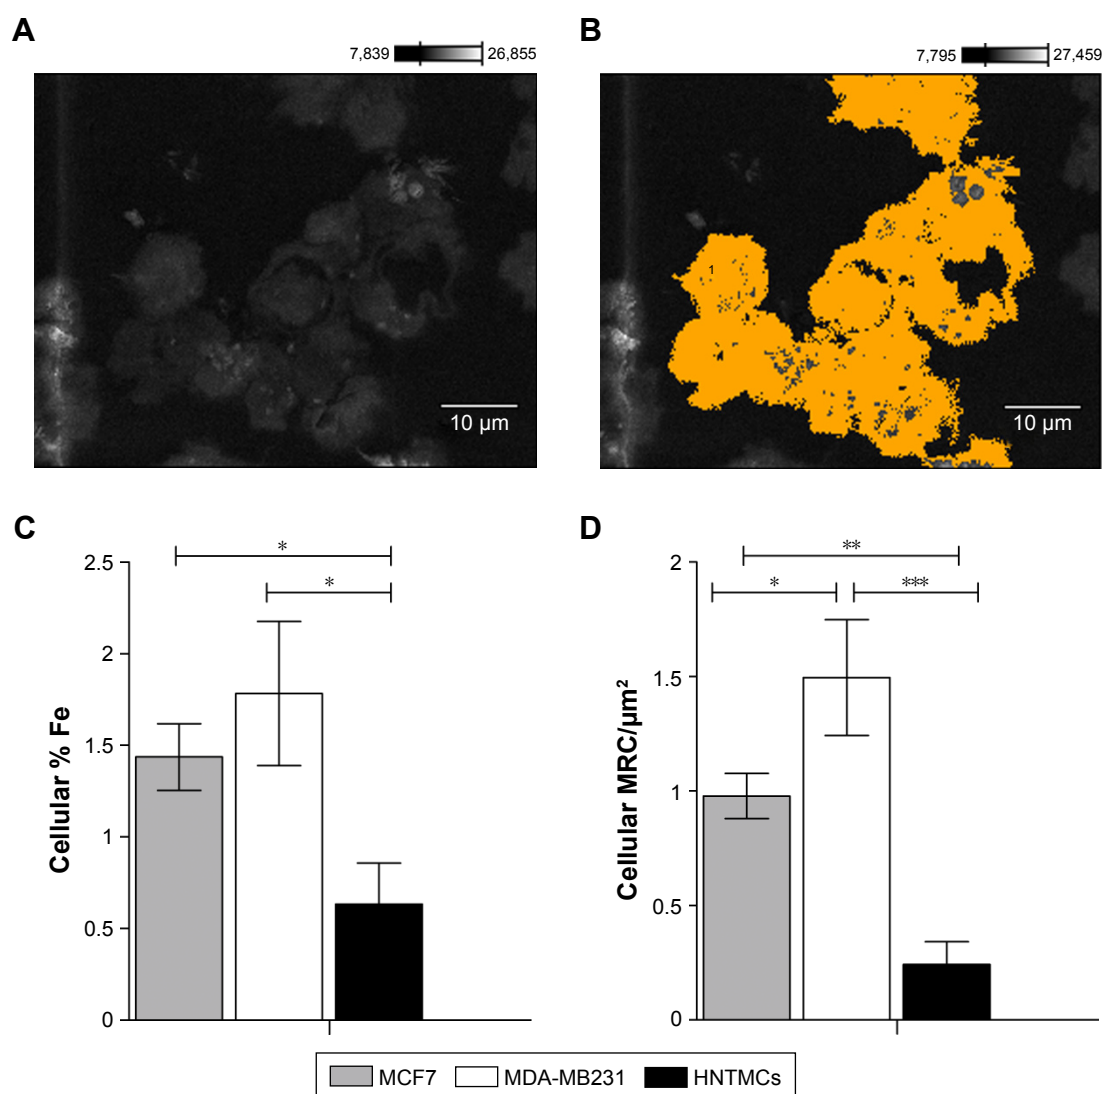 A
7,839 26,855
10 µm
B
7,795 27,459
1
10 µm
C
Cellular % Fe
2.5
2
1.5
1
0.5
0
*
*
D
Cellular MRC/µm²
2
1.5
1
0.5
0
**
*
***
MCF7 MDA-MB231 HNTMCs